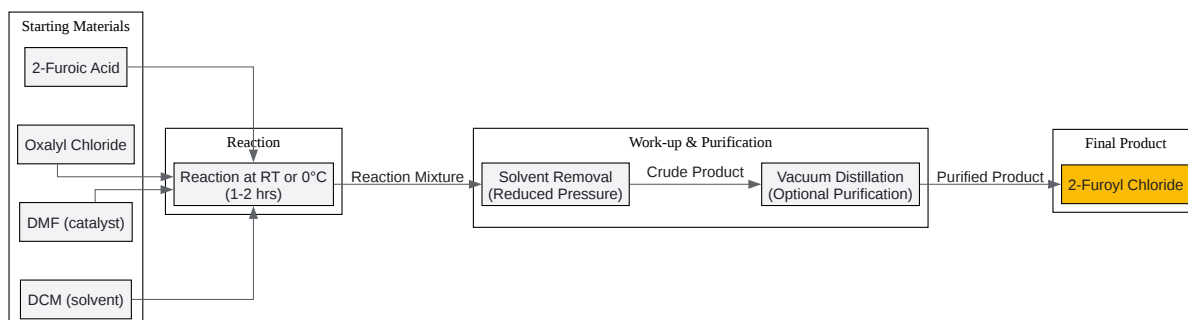 Starting Materials
2-Furoic Acid
Oxalyl Chloride
DMF (catalyst)
DCM (solvent)
Reaction
Reaction at RT or 0°C
(1-2 hrs)
Reaction Mixture
Work-up & Purification
Solvent Removal
(Reduced Pressure)
Crude Product
Vacuum Distillation
(Optional Purification)
Purified Product
Final Product
2-Furoyl Chloride